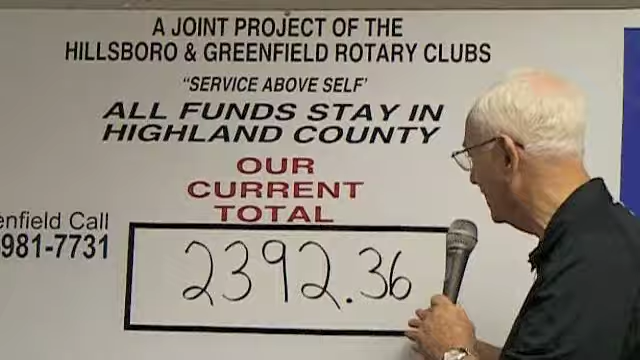 A JOINT PROJECT OF THE
HILLSBORO & GREENFIELD ROTARY CLUBS
"SERVICE ABOVE SELF'
ALL FUNDS STAY IN
HIGHLAND COUNTY
OUR
CURRENT
TOTAL
enfield Call
981-7731
2392.36